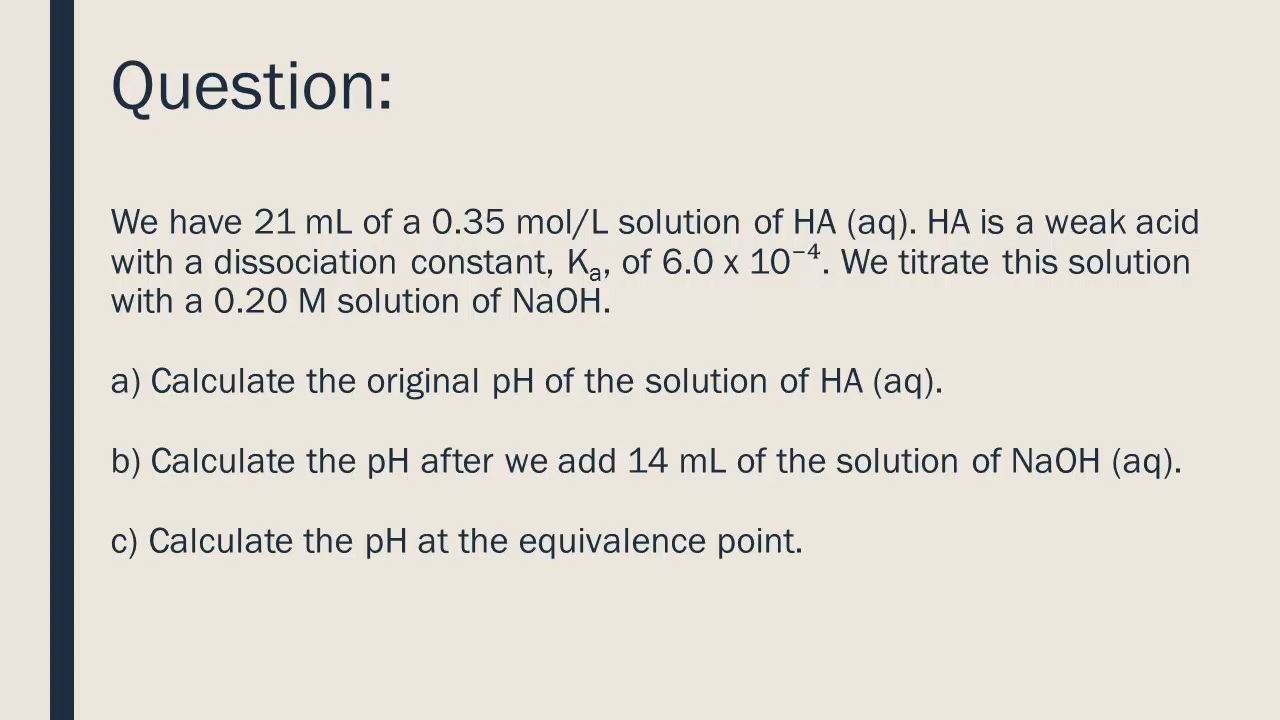 Question:
We have 21 mL of a 0.35 mol/L solution of HA (aq). HA is a weak acid
with a dissociation constant, Kₐ, of 6.0 x 10⁻⁴. We titrate this solution
with a 0.20 M solution of NaOH.
a) Calculate the original pH of the solution of HA (aq).
b) Calculate the pH after we add 14 mL of the solution of NaOH (aq).
c) Calculate the pH at the equivalence point.